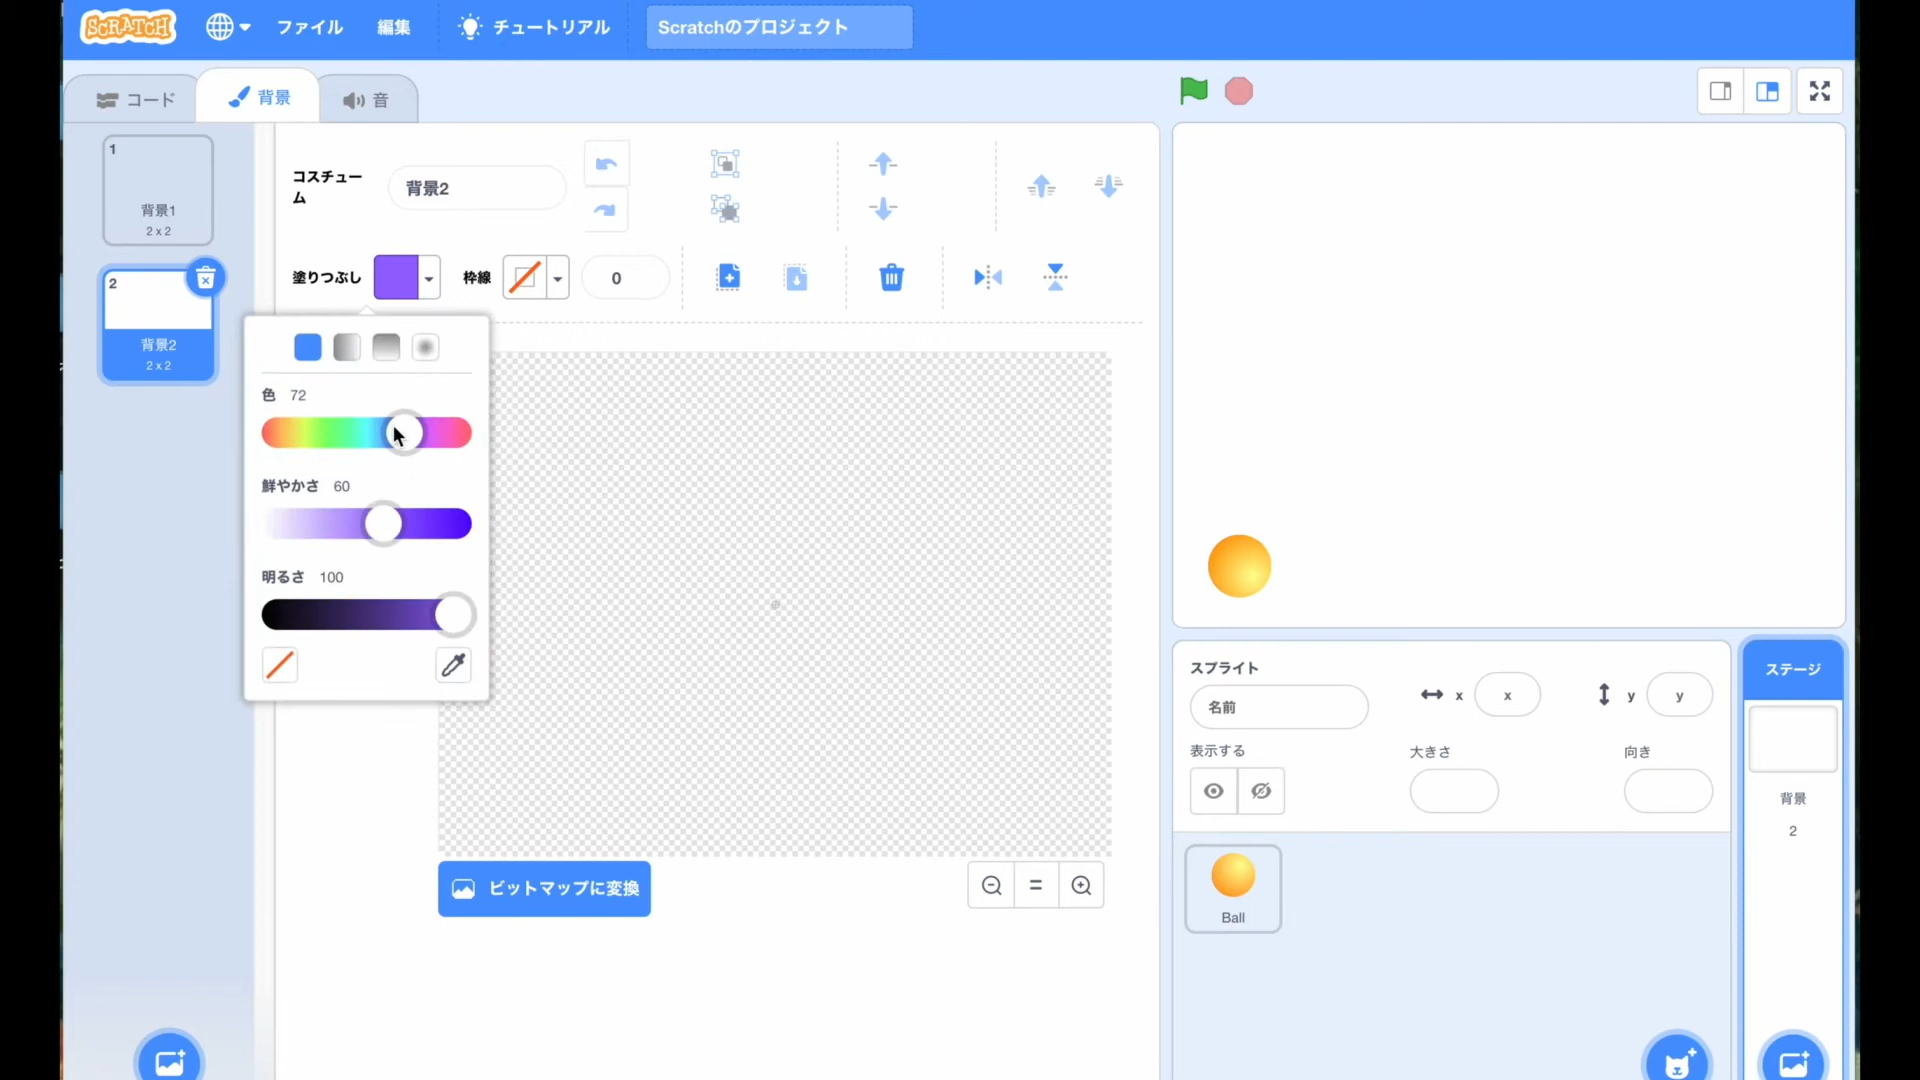 SCRATCH
ファイル
編集
チュートリアル
Scratchのプロジェクト
コード
背景
音
1
背景1
2 x 2
2
背景2
2 x 2
コスチューム
背景2
塗りつぶし
枠線
0
色 72
鮮やかさ 60
明るさ 100
ビットマップに変換
スプライト
名前
x
x
y
y
表示する
大きさ
向き
Ball
ステージ
背景
2